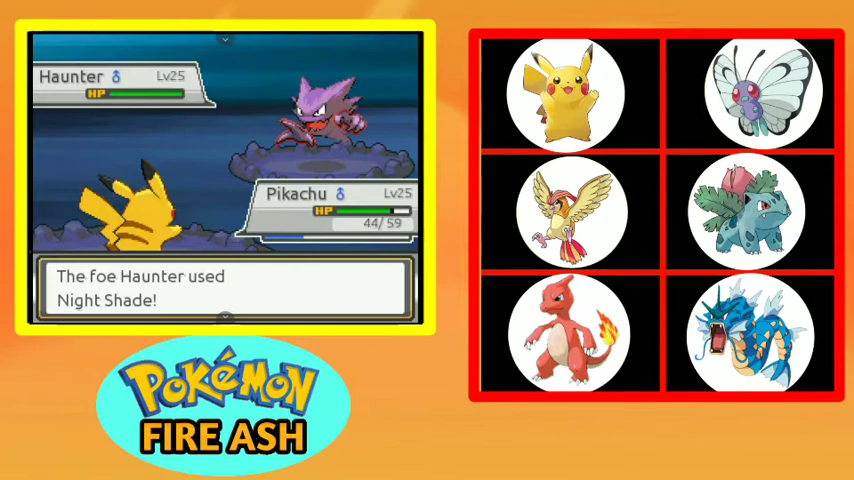 Haunter ♂ Lv25
HP
Pikachu ♂ Lv25
HP
44/59
The foe Haunter used
Night Shade!
POKéMON
FIRE ASH